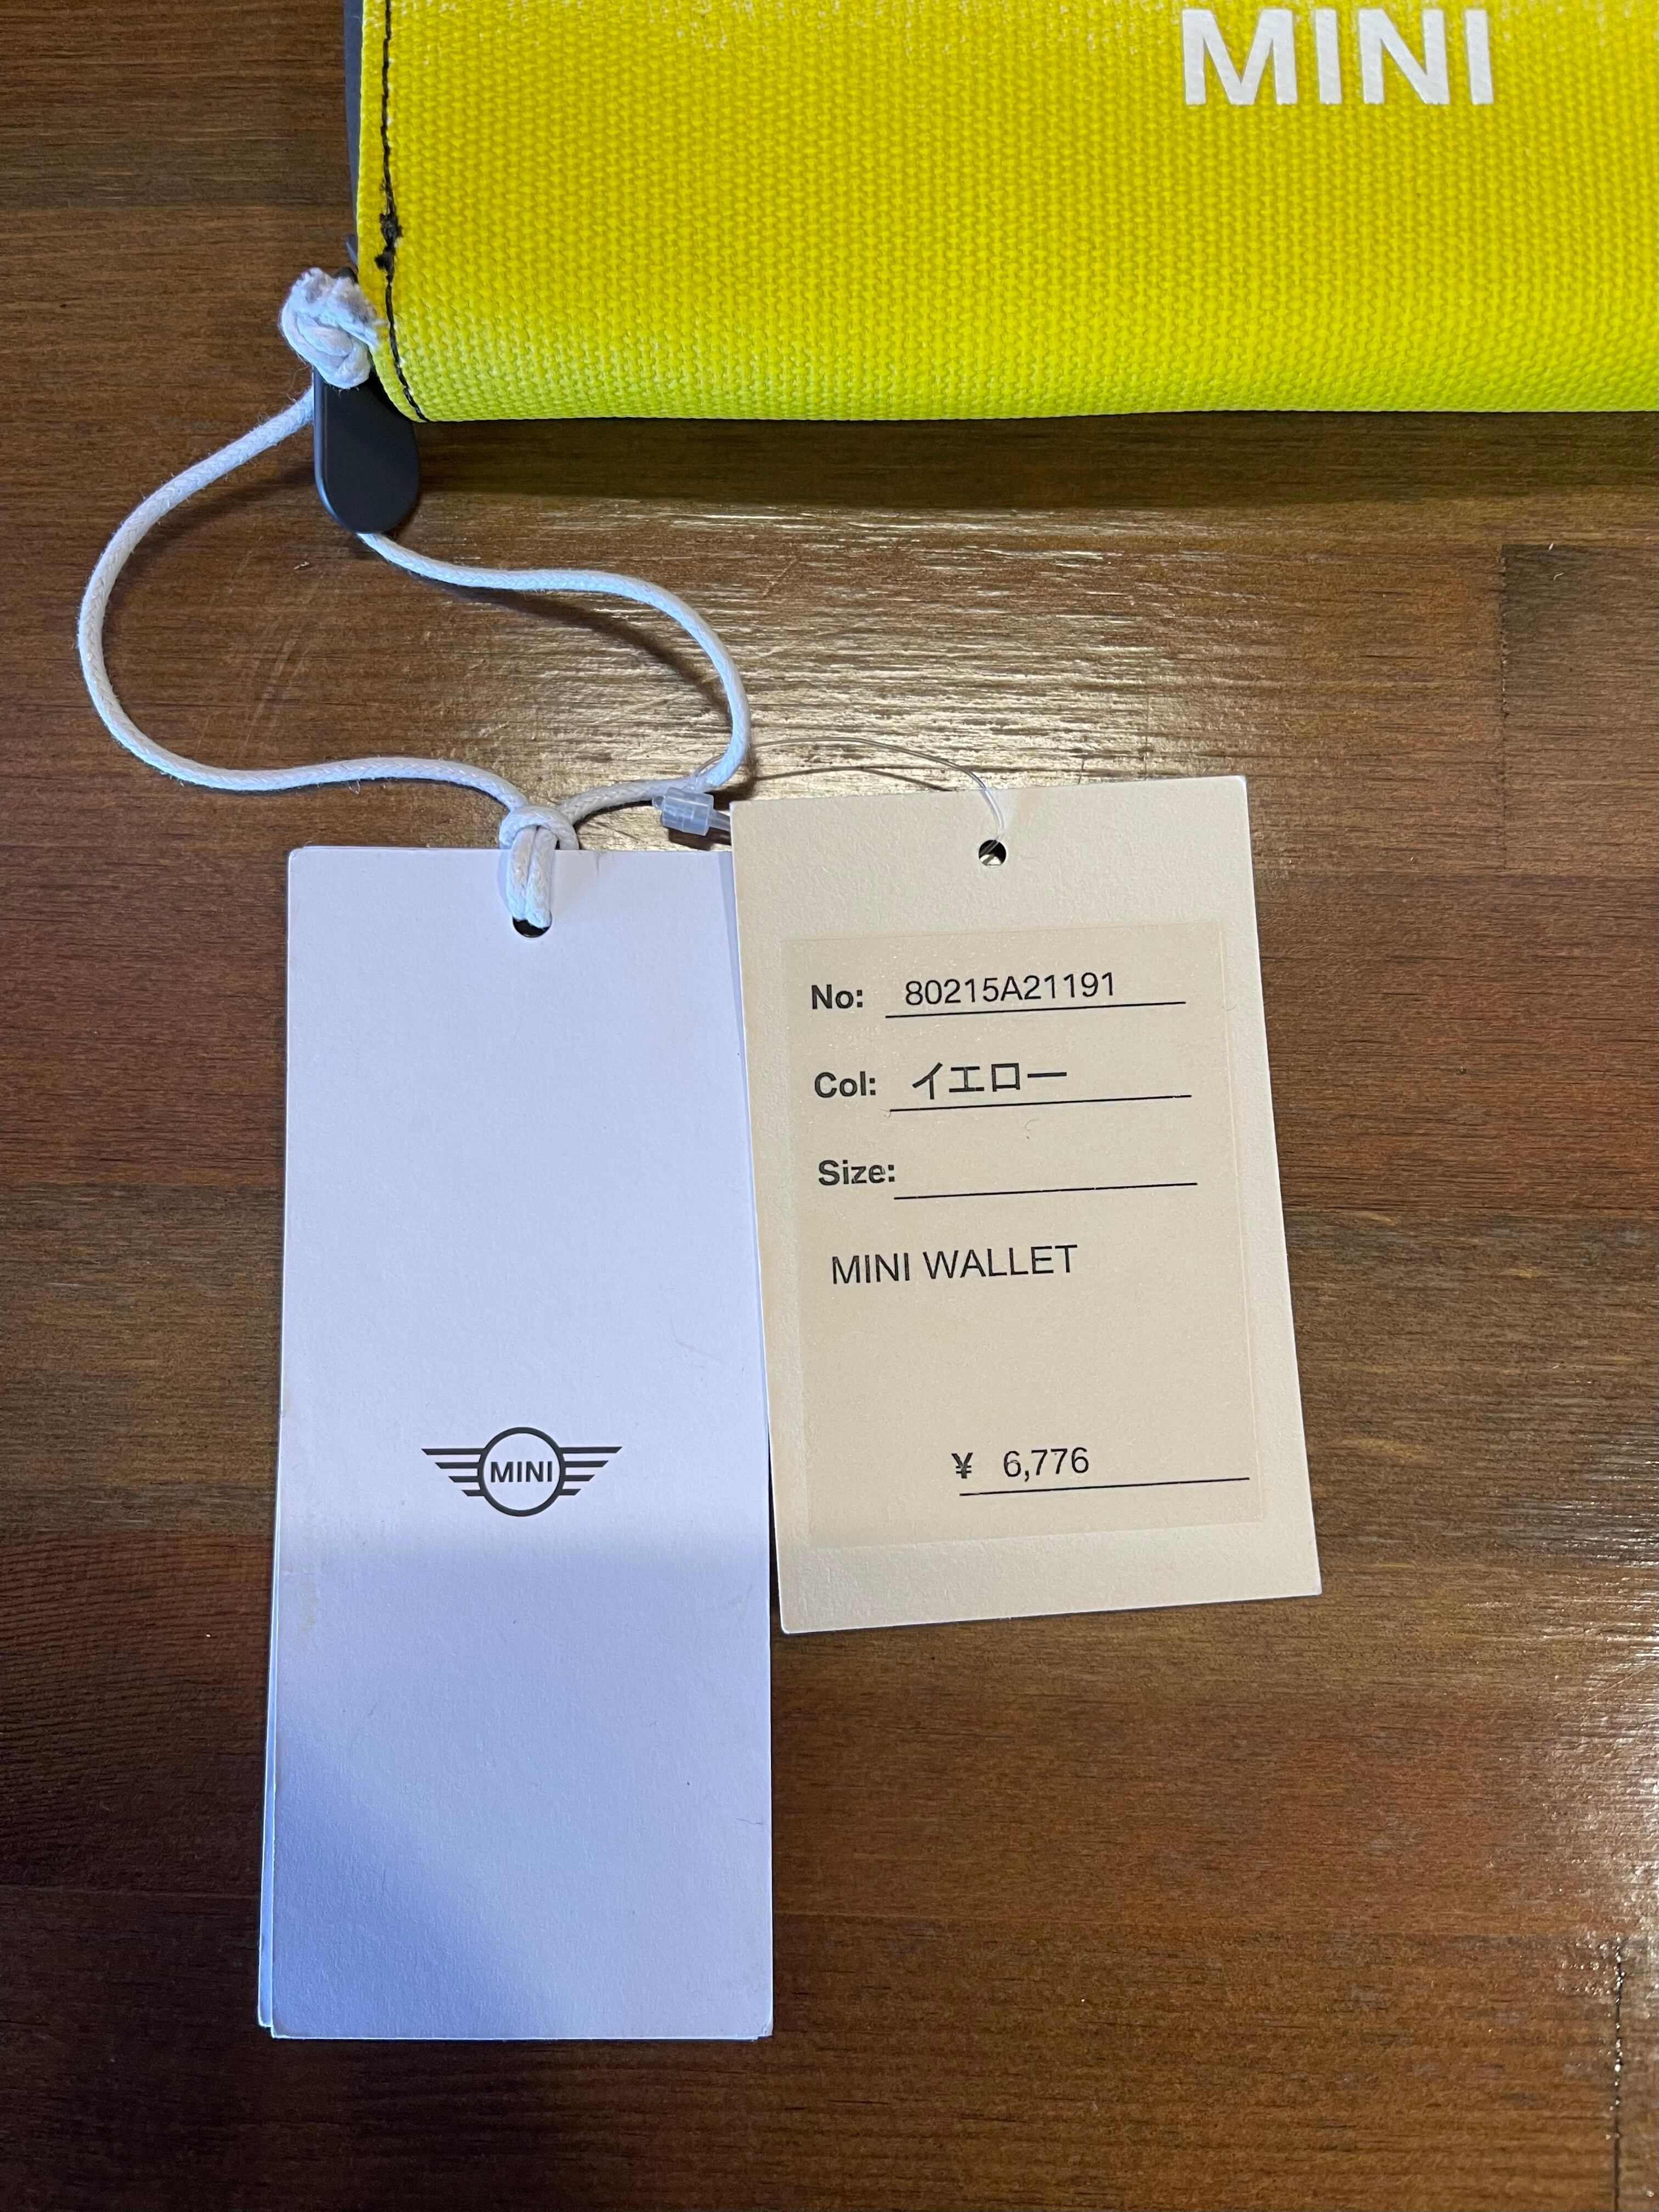 MINI
No: 80215A21191
Col: イエロー
Size:
MINI WALLET
¥ 6,776
MINI